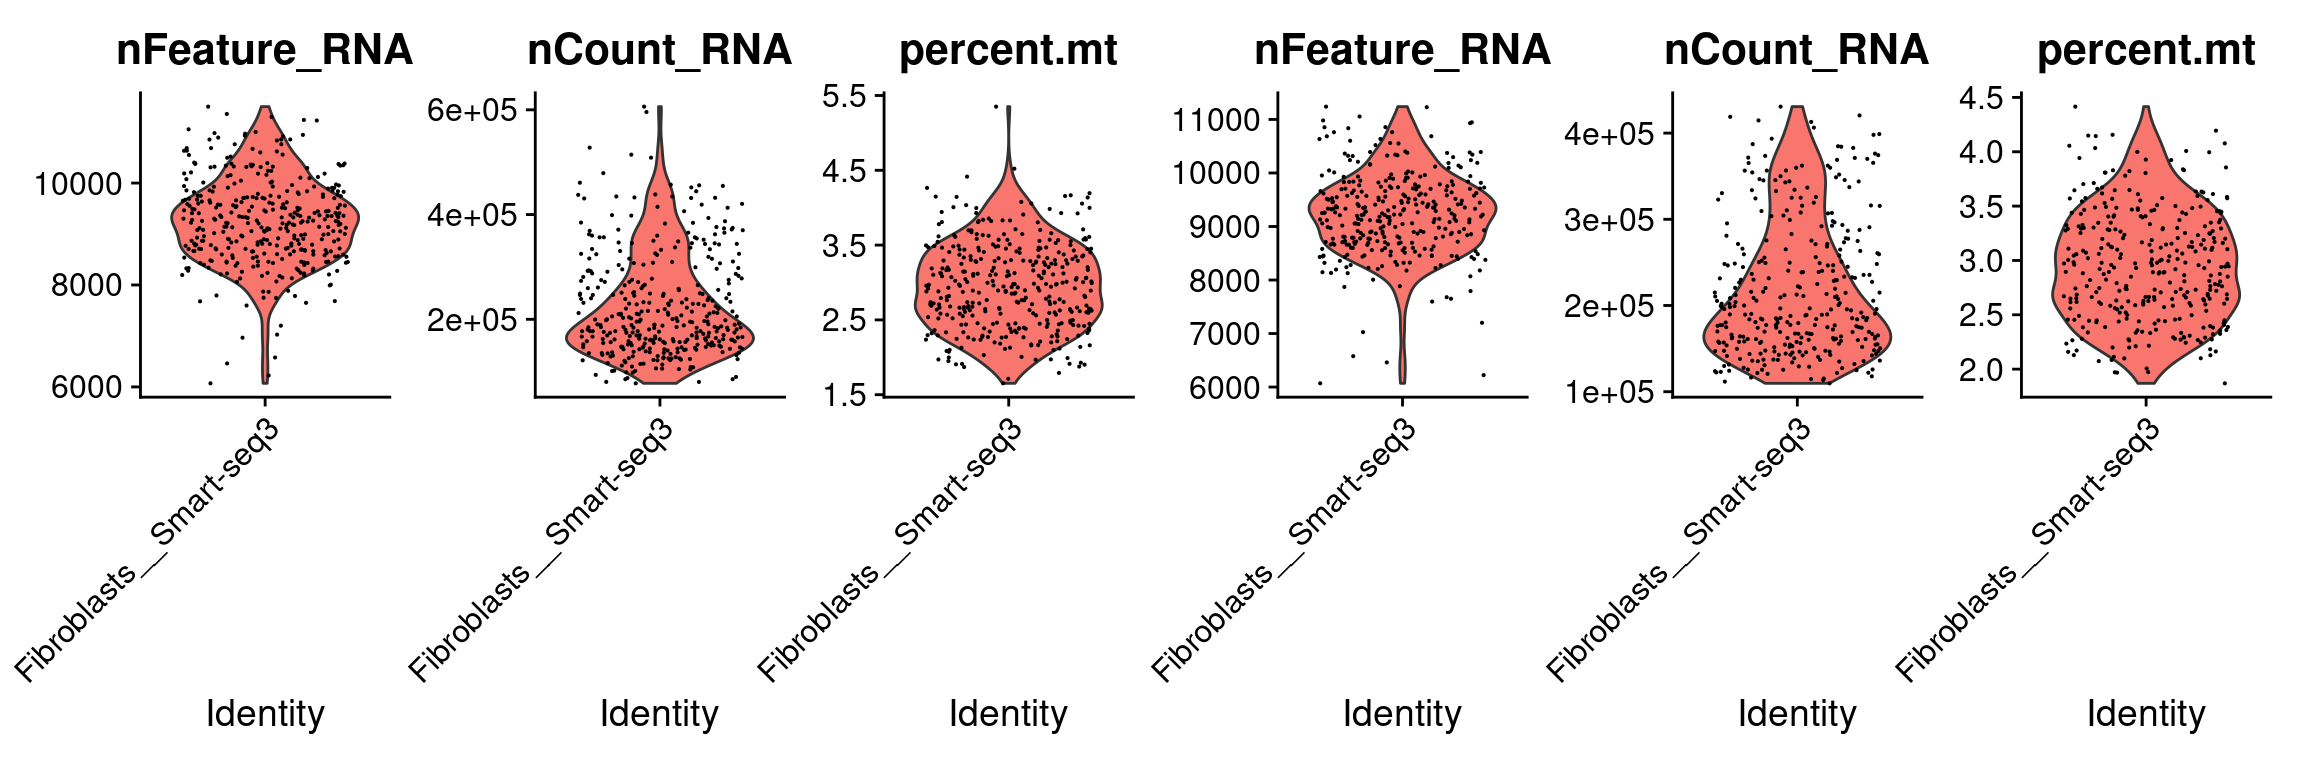 nFeature_RNA
10000
8000
6000
Fibroblasts__Smart-seq3
Identity
nCount_RNA
6e+05
4e+05
2e+05
Fibroblasts__Smart-seq3
Identity
percent.mt
5.5
4.5
3.5
2.5
1.5
Fibroblasts__Smart-seq3
Identity
nFeature_RNA
11000
10000
9000
8000
7000
6000
Fibroblasts__Smart-seq3
Identity
nCount_RNA
4e+05
3e+05
2e+05
1e+05
Fibroblasts__Smart-seq3
Identity
percent.mt
4.5
4.0
3.5
3.0
2.5
2.0
Fibroblasts__Smart-seq3
Identity